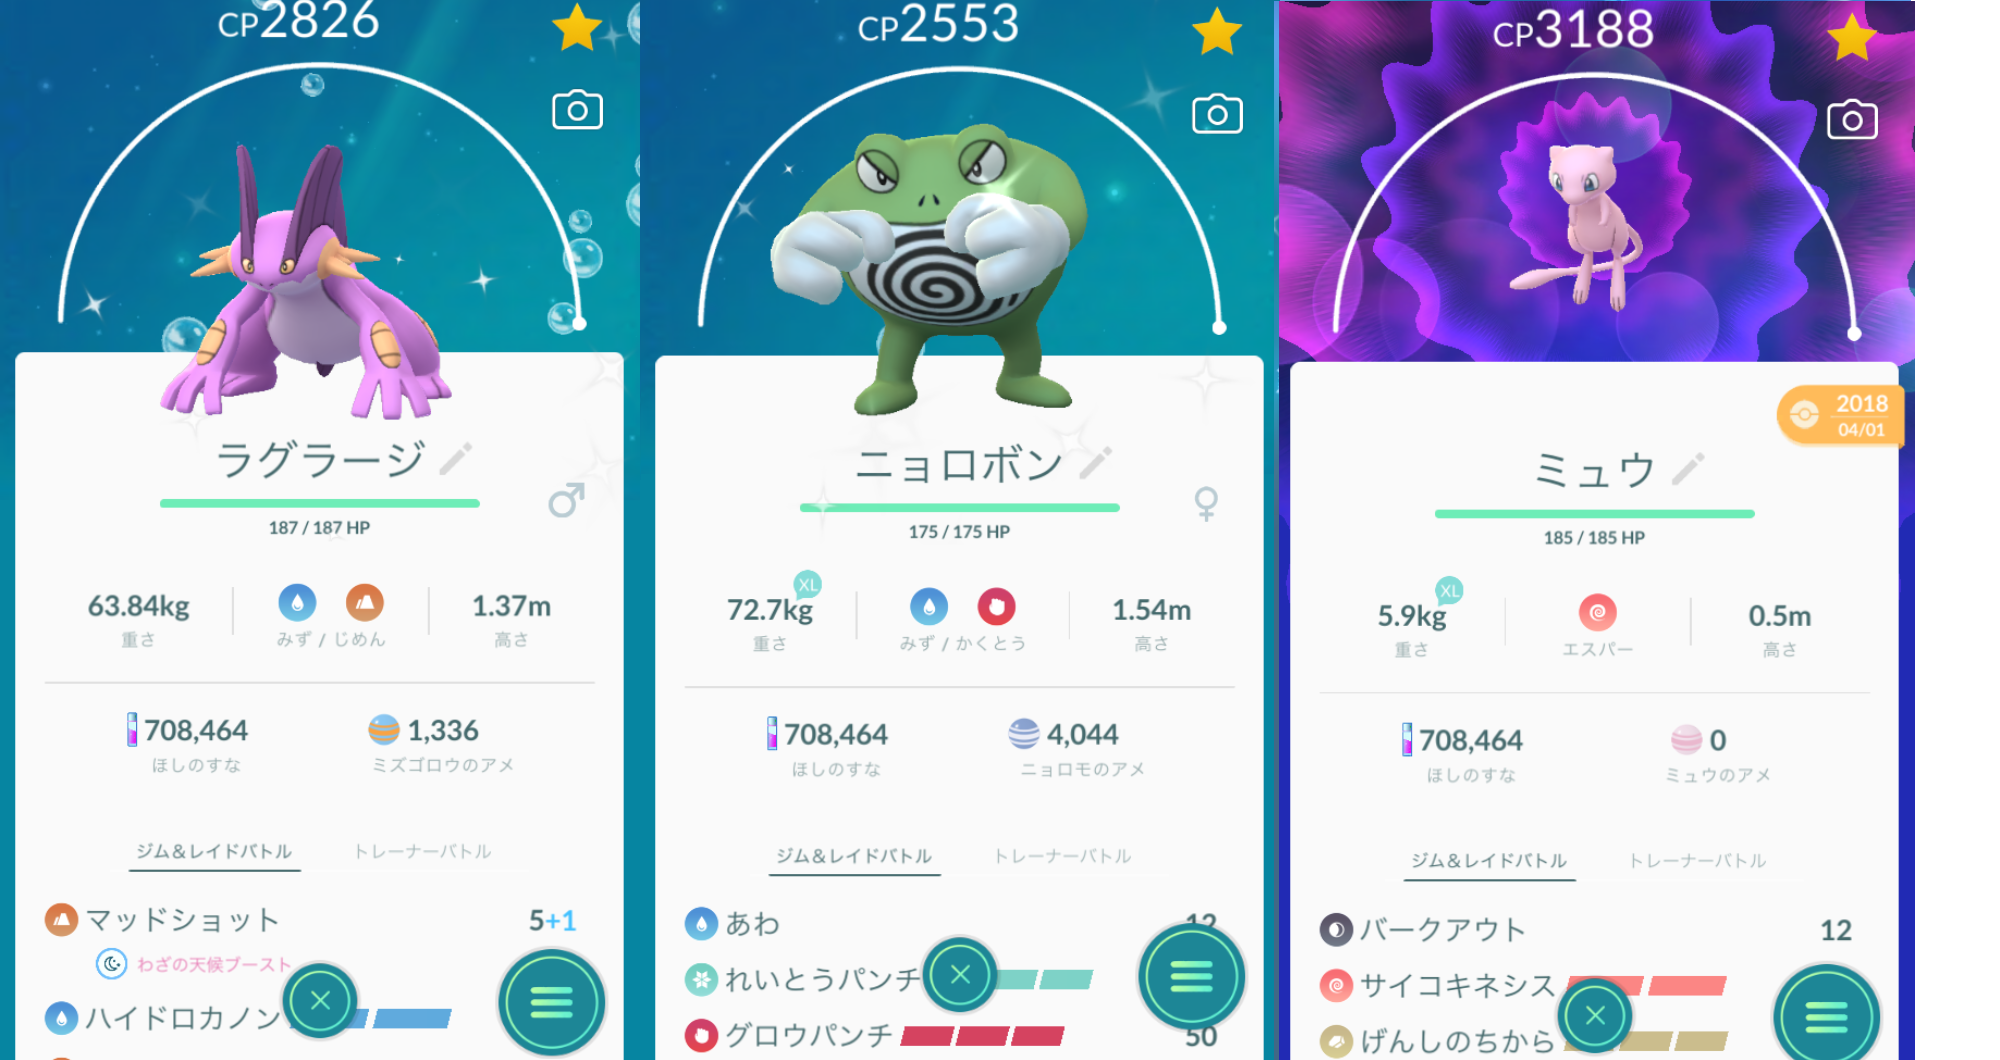 CP2826
ラグラージ
187 / 187 HP
63.84kg
重さ
みず / じめん
1.37m
高さ
708,464
ほしのすな
1,336
ミズゴロウのアメ
ジム&レイドバトル
トレーナーバトル
マッドショット
5+1
わざの天候ブースト
ハイドロカノン
CP2553
ニョロボン
175 / 175 HP
XL
72.7kg
重さ
みず / かくとう
1.54m
高さ
708,464
ほしのすな
4,044
ニョロモのアメ
ジム&レイドバトル
トレーナーバトル
あわ
12
れいとうパンチ
グロウパンチ
50
CP3188
2018
04/01
ミュウ
185 / 185 HP
XL
5.9kg
重さ
エスパー
0.5m
高さ
708,464
ほしのすな
0
ミュウのアメ
ジム&レイドバトル
トレーナーバトル
バークアウト
12
サイコキネシス
げんしのちから